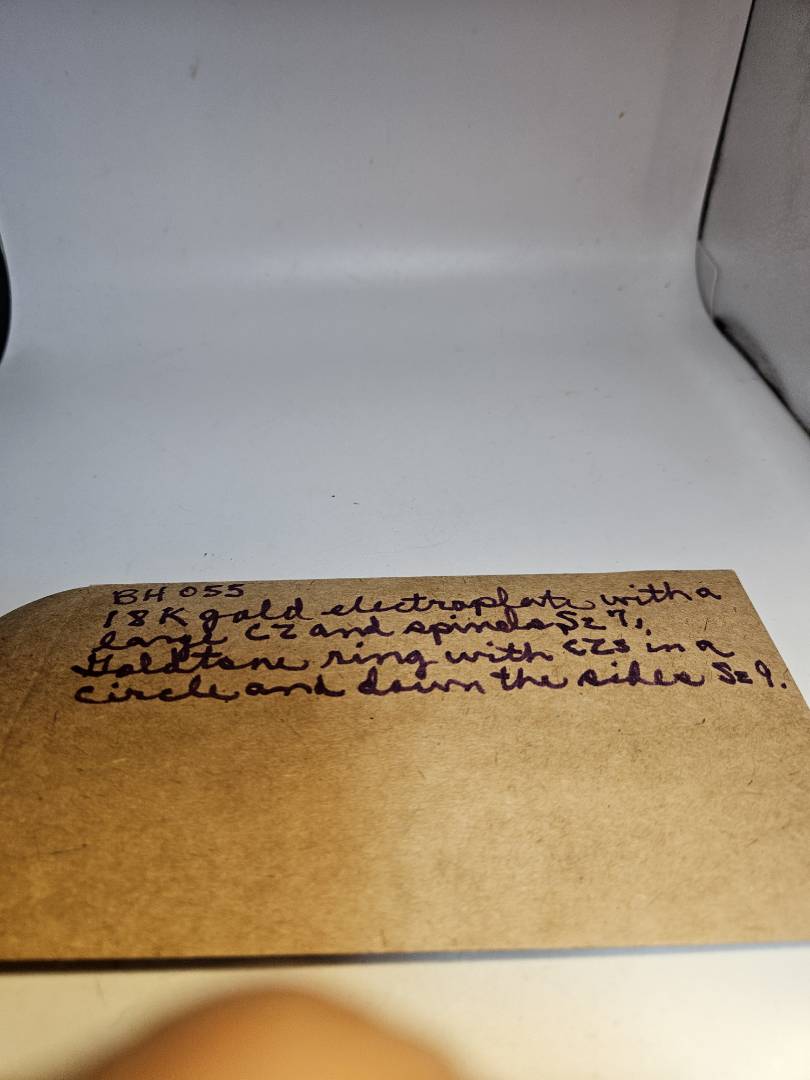 BH 055
18K gold electroplate with a
large CZ and spinels Sz 7,
Goldtone ring with CZs in a
circle and down the sides Sz 9.